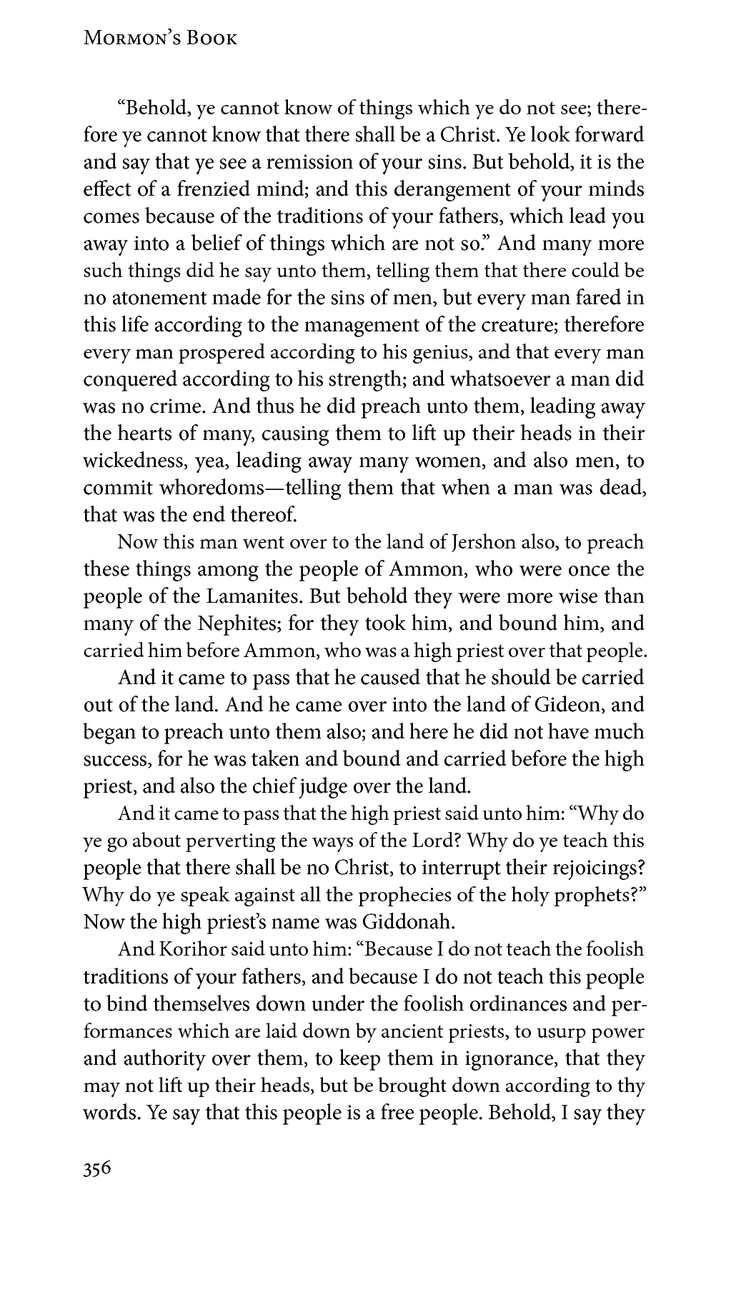 Mormon’s Book
“Behold, ye cannot know of things which ye do not see; there-
fore ye cannot know that there shall be a Christ. Ye look forward
and say that ye see a remission of your sins. But behold, it is the
effect of a frenzied mind; and this derangement of your minds
comes because of the traditions of your fathers, which lead you
away into a belief of things which are not so.” And many more
such things did he say unto them, telling them that there could be
no atonement made for the sins of men, but every man fared in
this life according to the management of the creature; therefore
every man prospered according to his genius, and that every man
conquered according to his strength; and whatsoever a man did
was no crime. And thus he did preach unto them, leading away
the hearts of many, causing them to lift up their heads in their
wickedness, yea, leading away many women, and also men, to
commit whoredoms—telling them that when a man was dead,
that was the end thereof.
Now this man went over to the land of Jershon also, to preach
these things among the people of Ammon, who were once the
people of the Lamanites. But behold they were more wise than
many of the Nephites; for they took him, and bound him, and
carried him before Ammon, who was a high priest over that people.
And it came to pass that he caused that he should be carried
out of the land. And he came over into the land of Gideon, and
began to preach unto them also; and here he did not have much
success, for he was taken and bound and carried before the high
priest, and also the chief judge over the land.
And it came to pass that the high priest said unto him: “Why do
ye go about perverting the ways of the Lord? Why do ye teach this
people that there shall be no Christ, to interrupt their rejoicings?
Why do ye speak against all the prophecies of the holy prophets?”
Now the high priest’s name was Giddonah.
And Korihor said unto him: “Because I do not teach the foolish
traditions of your fathers, and because I do not teach this people
to bind themselves down under the foolish ordinances and per-
formances which are laid down by ancient priests, to usurp power
and authority over them, to keep them in ignorance, that they
may not lift up their heads, but be brought down according to thy
words. Ye say that this people is a free people. Behold, I say they
356